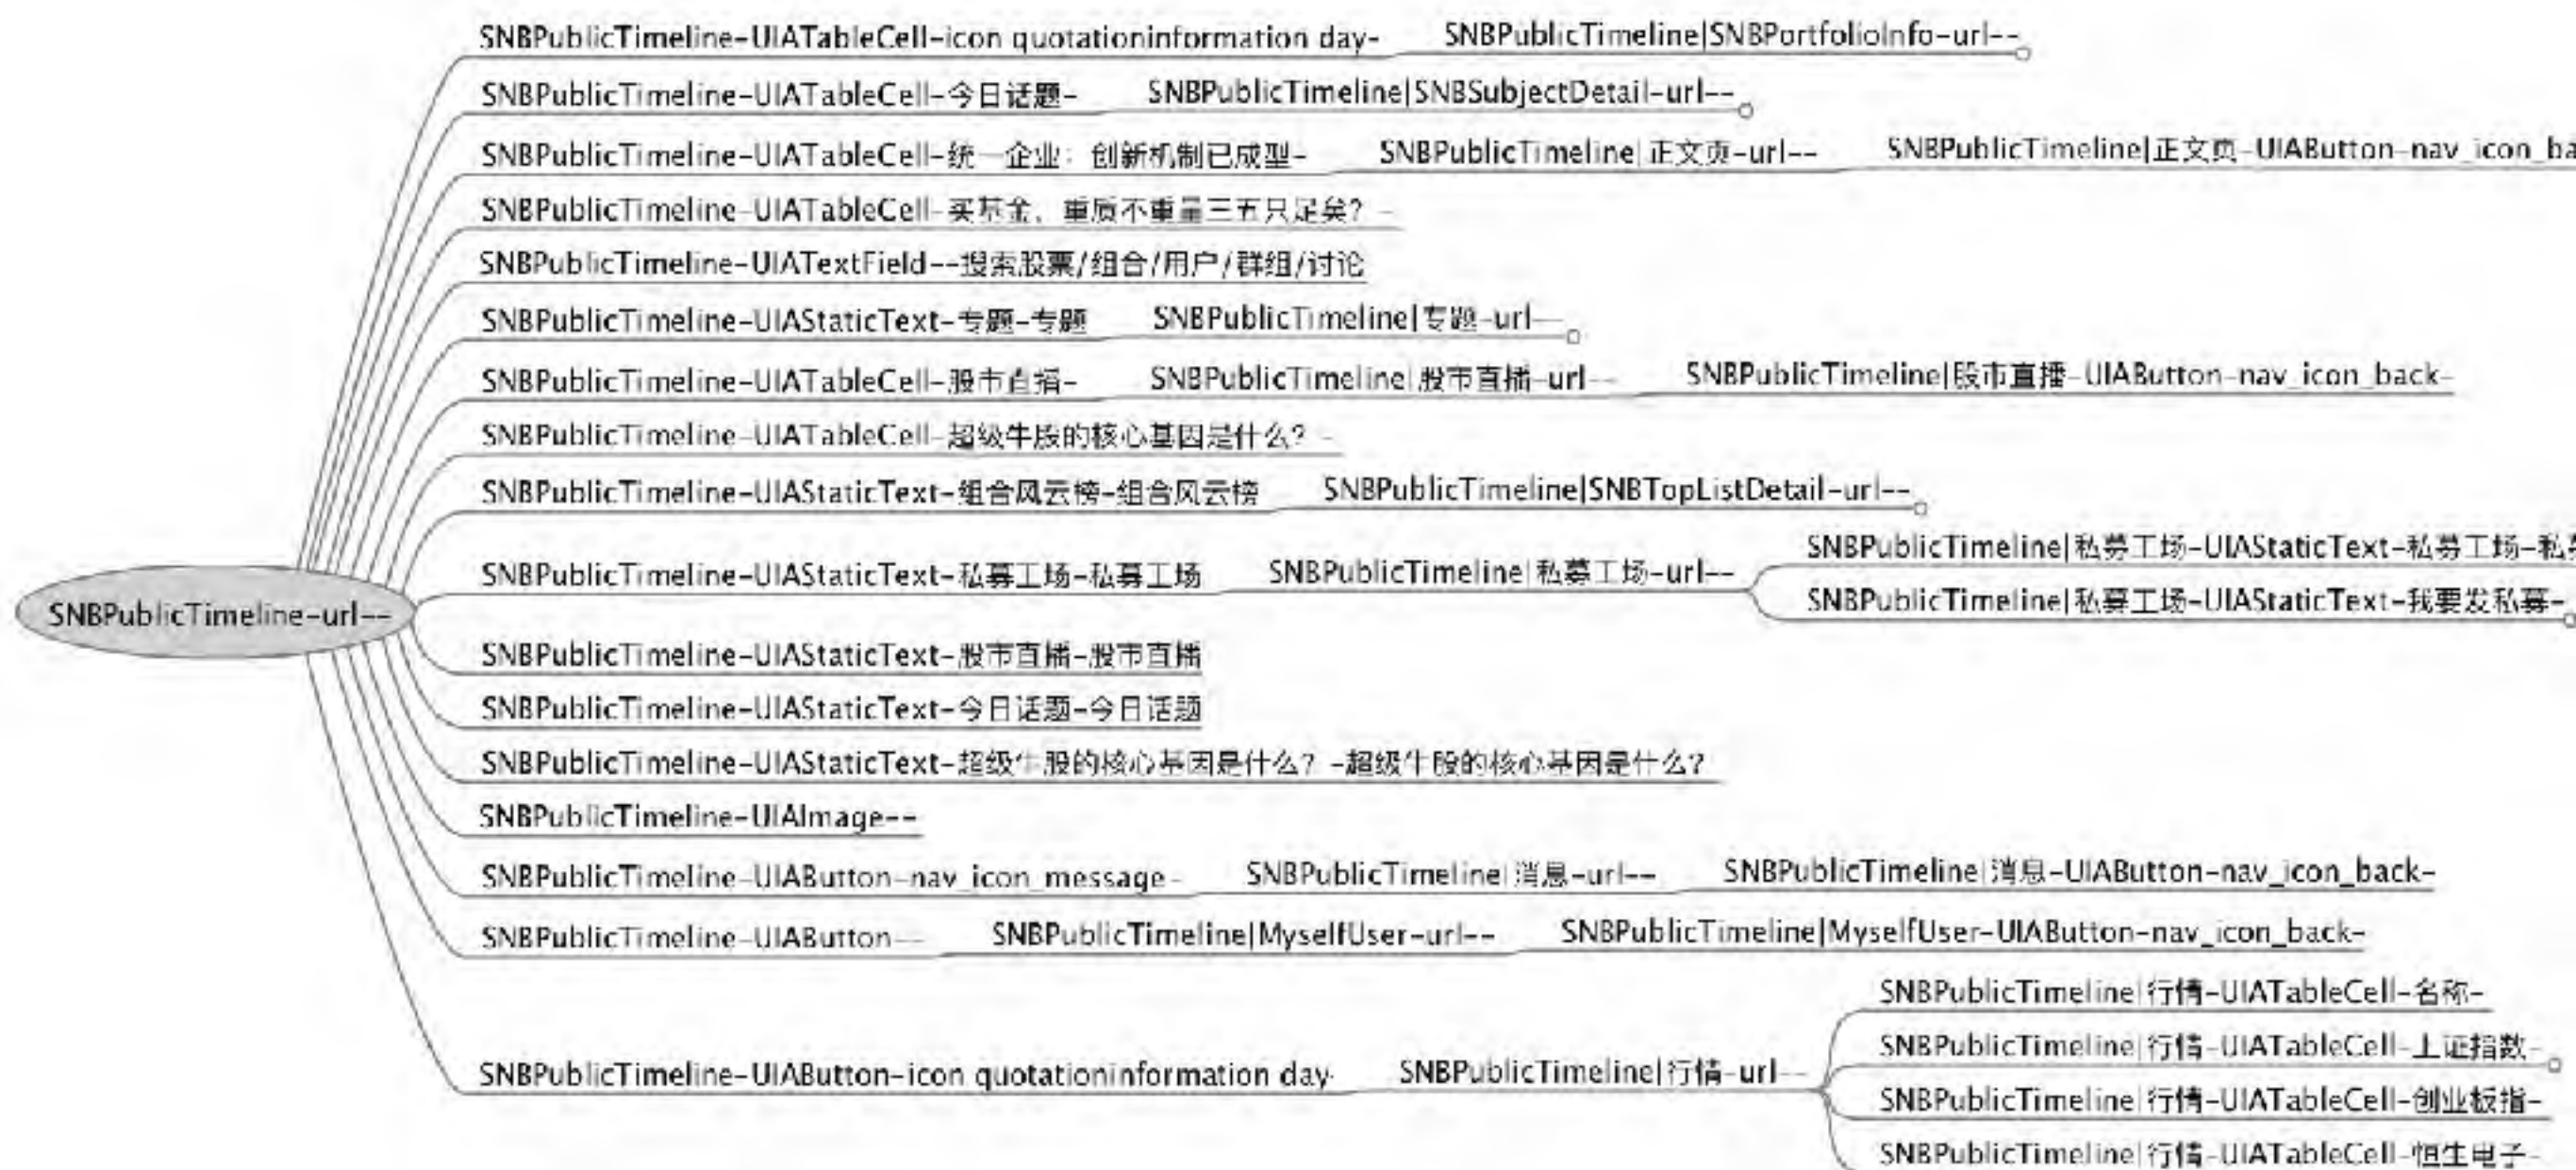 SNBPublicTimeline-UIATableCell-icon quotationinformation day- SNBPublicTimeline|SNBPortfolioInfo-url--
SNBPublicTimeline-UIATableCell-今日话题- SNBPublicTimeline|SNBSubjectDetail-url--
SNBPublicTimeline-UIATableCell-统一企业：创新机制已成型- SNBPublicTimeline|正文页-url-- SNBPublicTimeline|正文页-UIAButton-nav_icon_ba
SNBPublicTimeline-UIATableCell-买基金，重质不重量三五只足矣？-
SNBPublicTimeline-UIATextField--搜索股票/组合/用户/群组/讨论
SNBPublicTimeline-UIAStaticText-专题-专题 SNBPublicTimeline|专题-url--
SNBPublicTimeline-UIATableCell-股市直播- SNBPublicTimeline|股市直播-url-- SNBPublicTimeline|股市直播-UIAButton-nav_icon_back-
SNBPublicTimeline-UIATableCell-超级牛股的核心基因是什么？-
SNBPublicTimeline-UIAStaticText-组合风云榜-组合风云榜 SNBPublicTimeline|SNBTopListDetail-url--
SNBPublicTimeline|私募工场-UIAStaticText-私募工场-私募
SNBPublicTimeline-UIAStaticText-私募工场-私募工场 SNBPublicTimeline|私募工场-url--
SNBPublicTimeline|私募工场-UIAStaticText-我要发私募-
SNBPublicTimeline-url--
SNBPublicTimeline-UIAStaticText-股市直播-股市直播
SNBPublicTimeline-UIAStaticText-今日话题-今日话题
SNBPublicTimeline-UIAStaticText-超级牛股的核心基因是什么？-超级牛股的核心基因是什么？
SNBPublicTimeline-UIAImage--
SNBPublicTimeline-UIAButton-nav_icon_message- SNBPublicTimeline|消息-url-- SNBPublicTimeline|消息-UIAButton-nav_icon_back-
SNBPublicTimeline-UIAButton-- SNBPublicTimeline|MyselfUser-url-- SNBPublicTimeline|MyselfUser-UIAButton-nav_icon_back-
SNBPublicTimeline|行情-UIATableCell-名称-
SNBPublicTimeline|行情-UIATableCell-上证指数-
SNBPublicTimeline-UIAButton-icon quotationinformation day- SNBPublicTimeline|行情-url--
SNBPublicTimeline|行情-UIATableCell-创业板指-
SNBPublicTimeline|行情-UIATableCell-恒生电子-